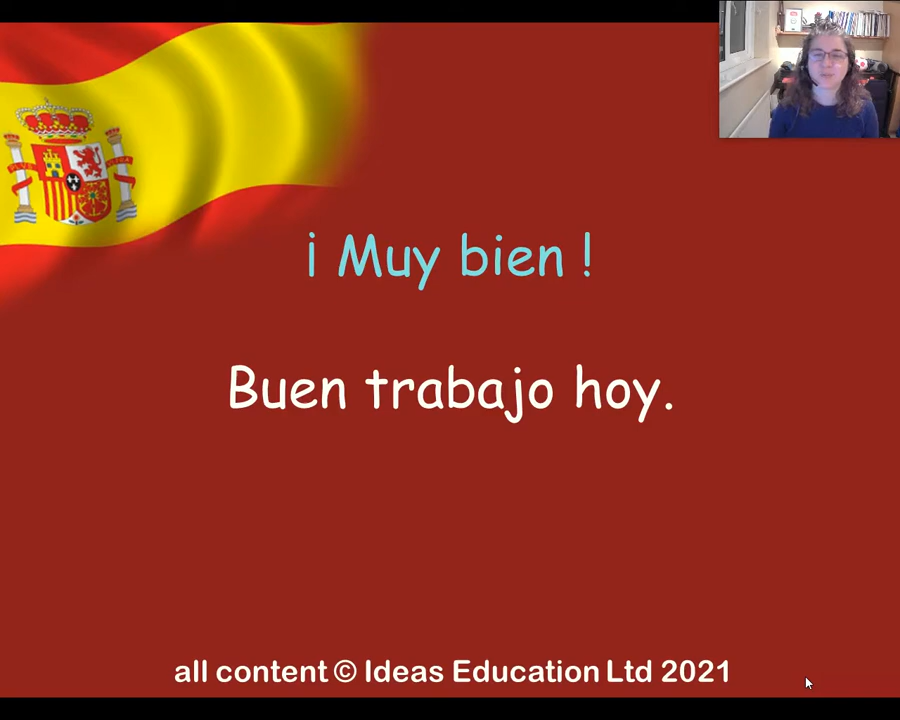 ¡ Muy bien !
Buen trabajo hoy.
all content © Ideas Education Ltd 2021